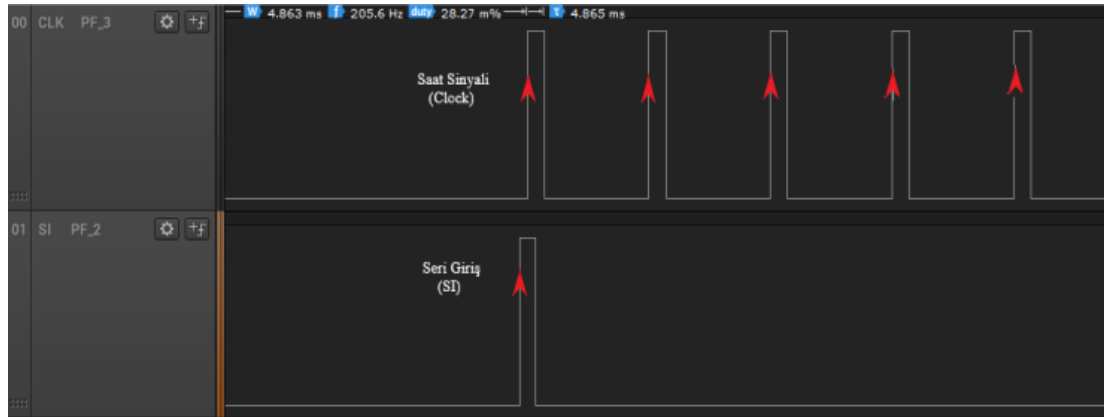 00 CLK PF_3
W 4.863 ms f 205.6 Hz duty 28.27 m% τ 4.865 ms
Saat Sinyali
(Clock)
01 SI PF_2
Seri Giriş
(SI)